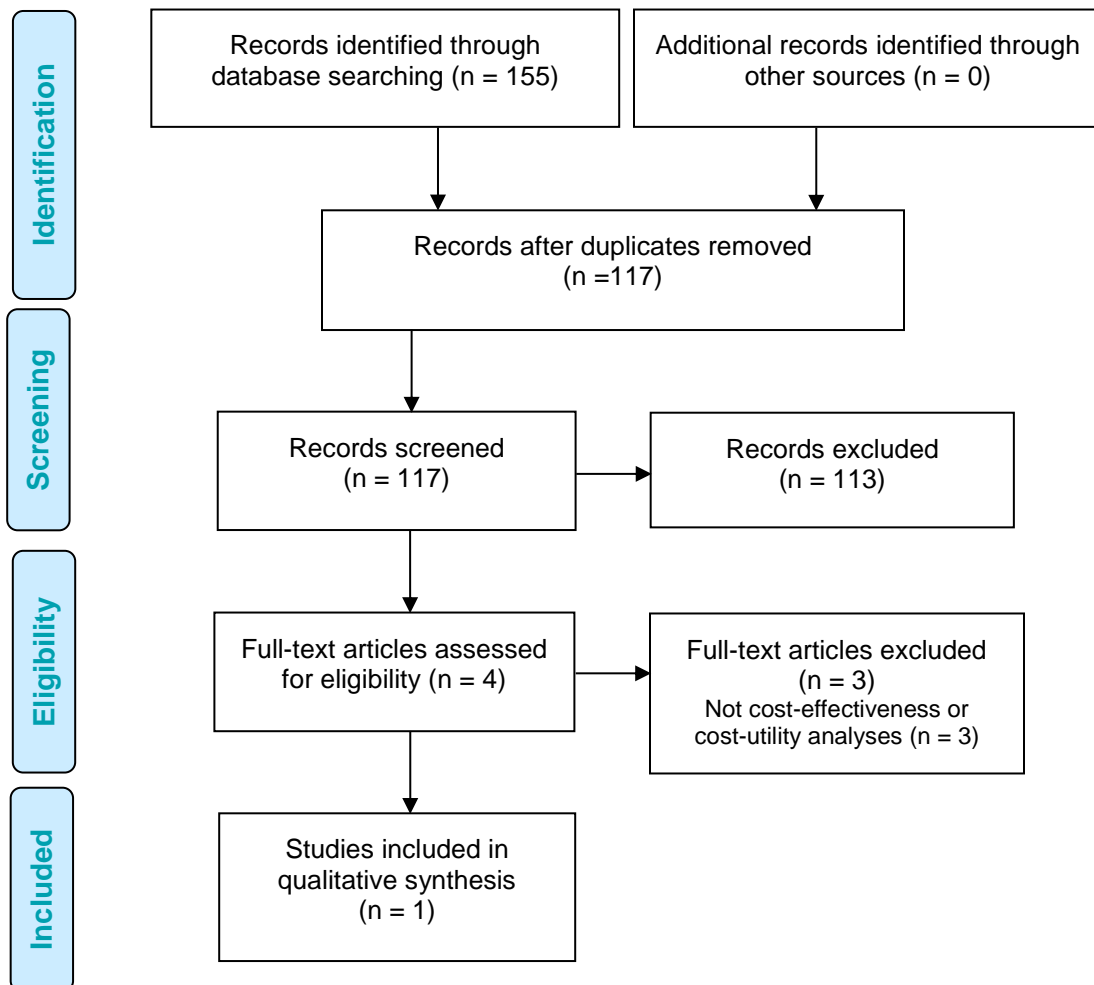 Identification
Records identified through
database searching (n = 155)
Additional records identified through
other sources (n = 0)
Records after duplicates removed
(n =117)
Screening
Records screened
(n = 117)
Records excluded
(n = 113)
Eligibility
Full-text articles assessed
for eligibility (n = 4)
Full-text articles excluded
(n = 3)
Not cost-effectiveness or
cost-utility analyses (n = 3)
Included
Studies included in
qualitative synthesis
(n = 1)